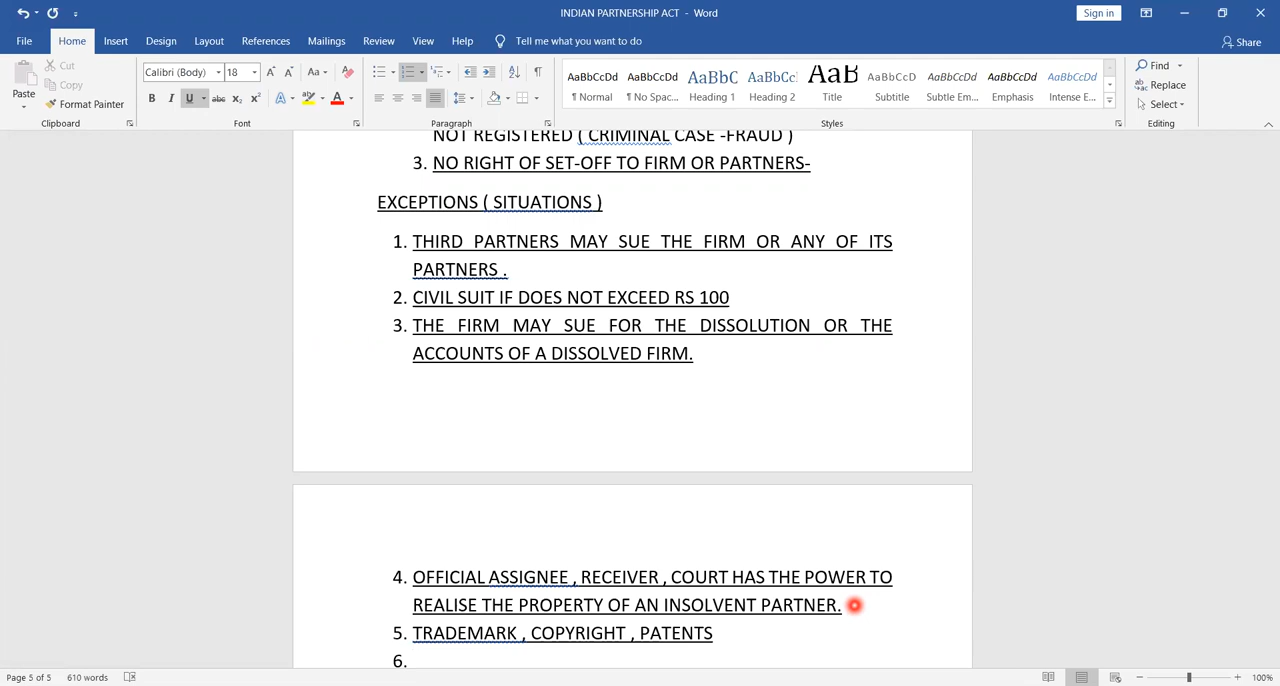 INDIAN PARTNERSHIP ACT - Word
Sign in
File Home Insert Design Layout References Mailings Review View Help Tell me what you want to do Share
Paste
Cut
Copy
Format Painter
Clipboard
Calibri (Body) 18 A A Aa
B I U abc x₂ x² A A
Font
Paragraph
AaBbCcDd AaBbCcDd AaBbC AaBbCc AaB AaBbCcD AaBbCcDd AaBbCcDd AaBbCcDd
¶ Normal ¶ No Spac... Heading 1 Heading 2 Title Subtitle Subtle Em... Emphasis Intense E...
Styles
Find
Replace
Select
Editing
NOT REGISTERED ( CRIMINAL CASE -FRAUD )
3. NO RIGHT OF SET-OFF TO FIRM OR PARTNERS-
EXCEPTIONS ( SITUATIONS )
1. THIRD PARTNERS MAY SUE THE FIRM OR ANY OF ITS
PARTNERS .
2. CIVIL SUIT IF DOES NOT EXCEED RS 100
3. THE FIRM MAY SUE FOR THE DISSOLUTION OR THE
ACCOUNTS OF A DISSOLVED FIRM.
4. OFFICIAL ASSIGNEE , RECEIVER , COURT HAS THE POWER TO
REALISE THE PROPERTY OF AN INSOLVENT PARTNER.
5. TRADEMARK , COPYRIGHT , PATENTS
6.
Page 5 of 5 610 words 100%